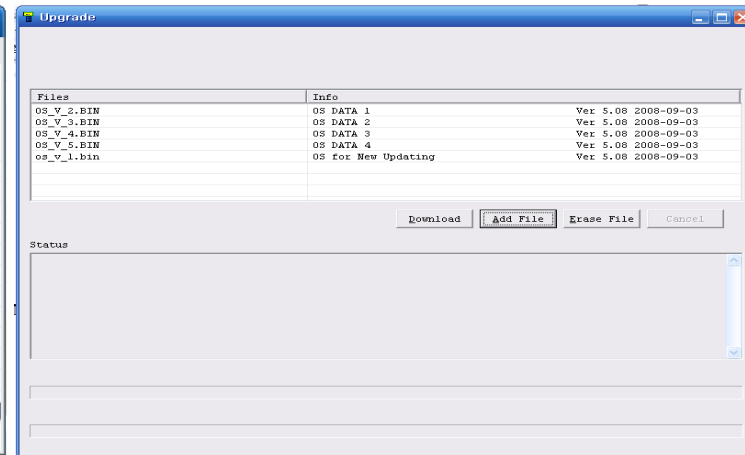 Upgrade
Files Info
OS_V_2.BIN OS DATA 1 Ver 5.08 2008-09-03
OS_V_3.BIN OS DATA 2 Ver 5.08 2008-09-03
OS_V_4.BIN OS DATA 3 Ver 5.08 2008-09-03
OS_V_5.BIN OS DATA 4 Ver 5.08 2008-09-03
os_v_1.bin OS for New Updating Ver 5.08 2008-09-03
Download Add File Erase File Cancel
Status